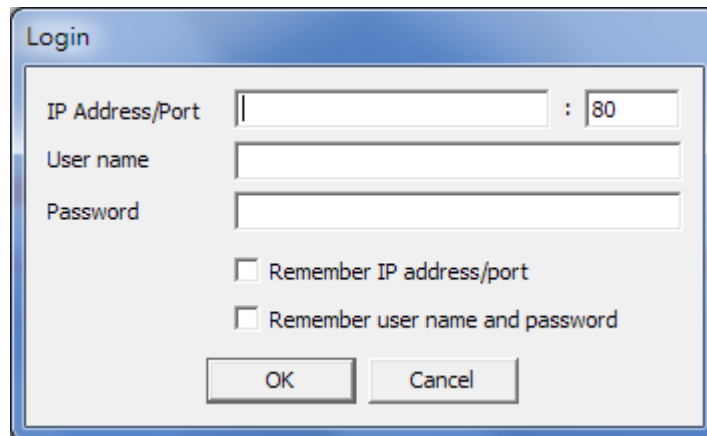 Login
IP Address/Port : 80
User name
Password
Remember IP address/port
Remember user name and password
OK Cancel